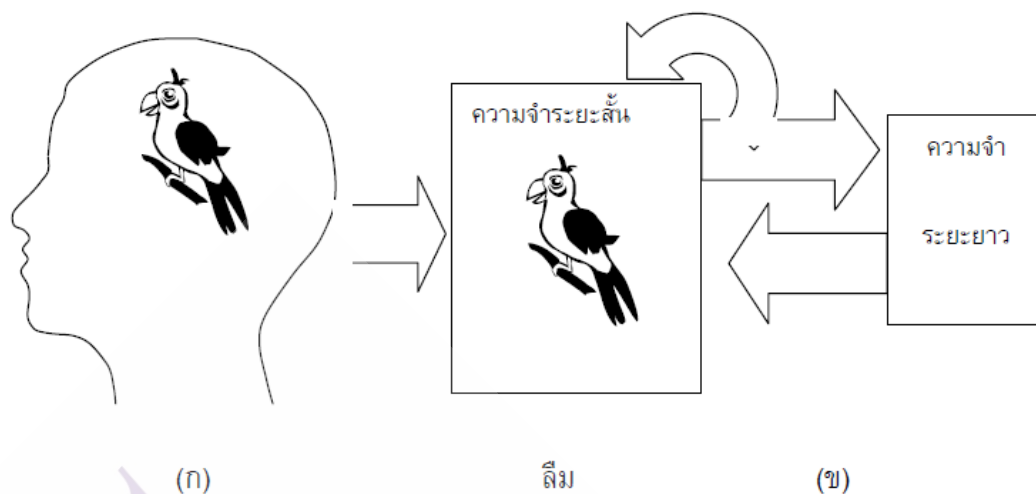 ความจำระยะสั้น
ความจำ
ระยะยาว
(ก)
ลืม
(ข)